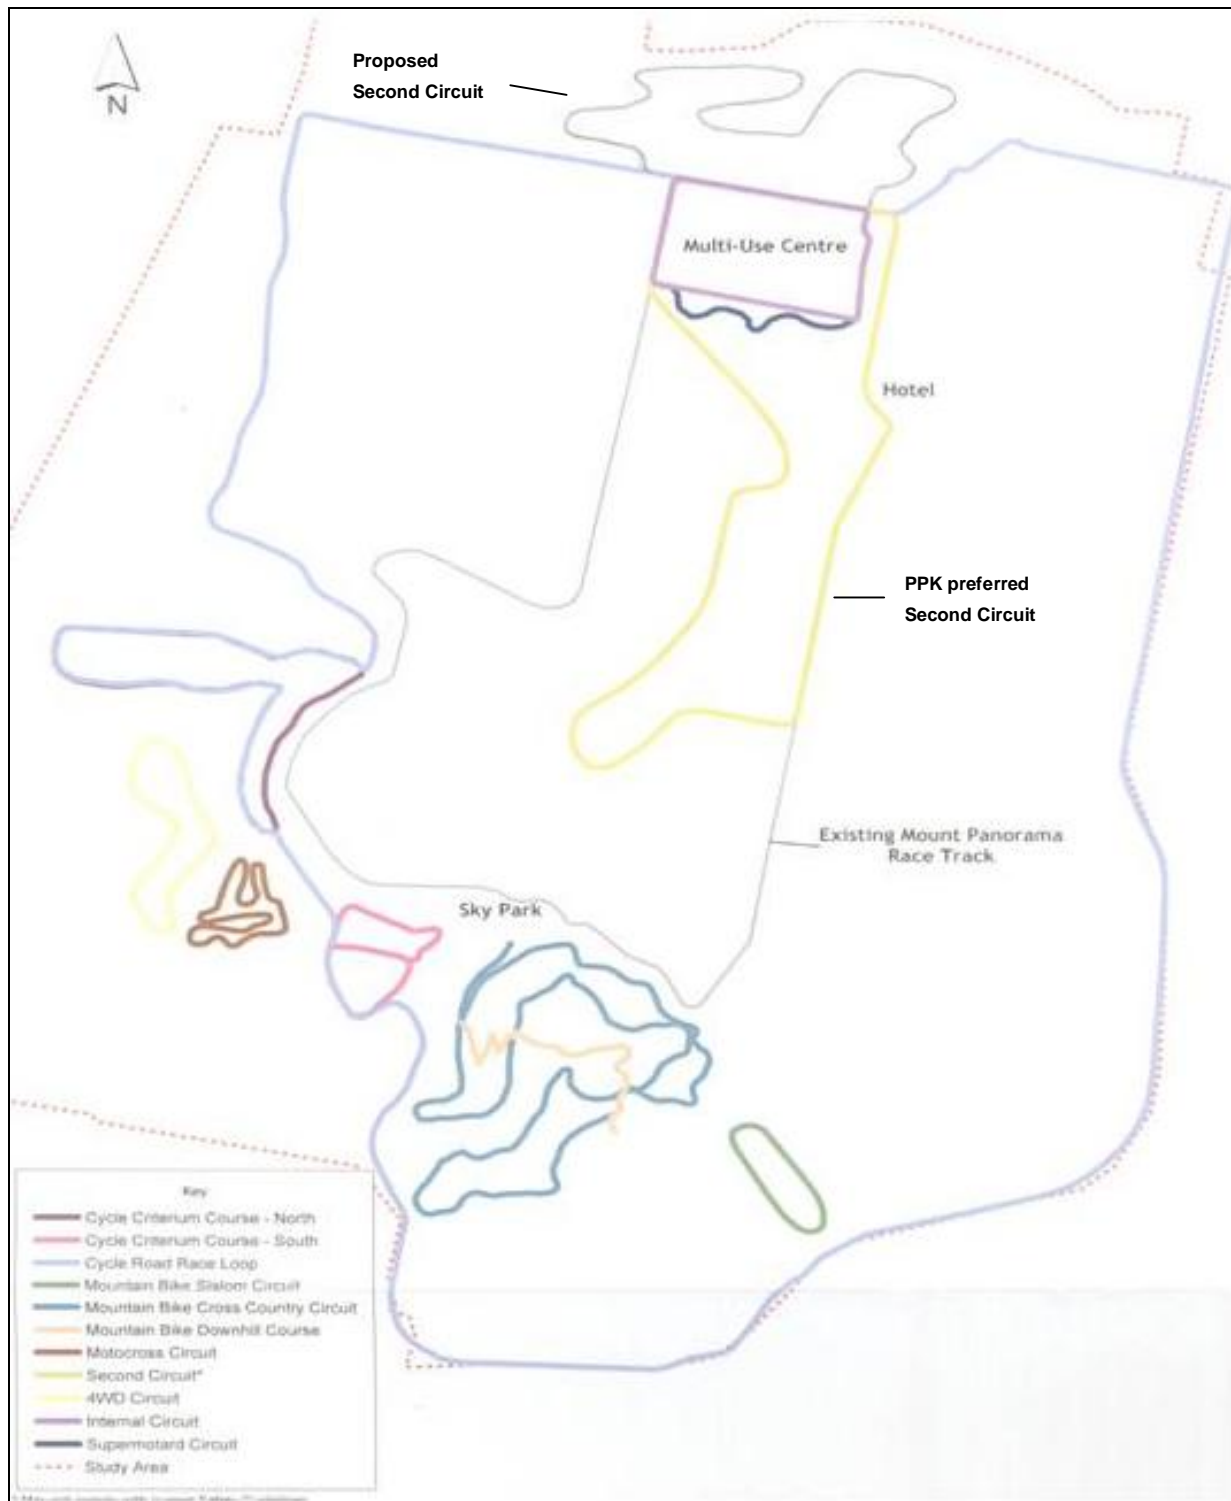 Proposed
Second Circuit
N
Multi-Use Centre
Hotel
PPK preferred
Second Circuit
Existing Mount Panorama
Race Track
Sky Park
Key
Cycle Criterium Course - North
Cycle Criterium Course - South
Cycle Road Race Loop
Mountain Bike Slalom Circuit
Mountain Bike Cross Country Circuit
Mountain Bike Downhill Course
Motocross Circuit
Second Circuit*
4WD Circuit
Internal Circuit
Supermotard Circuit
Study Area